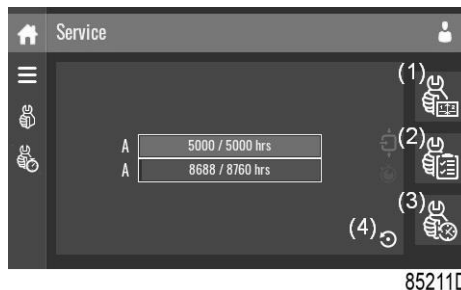 Service
(1)
(2)
A 5000 / 5000 hrs
A 8688 / 8760 hrs
(3)
(4)
85211D